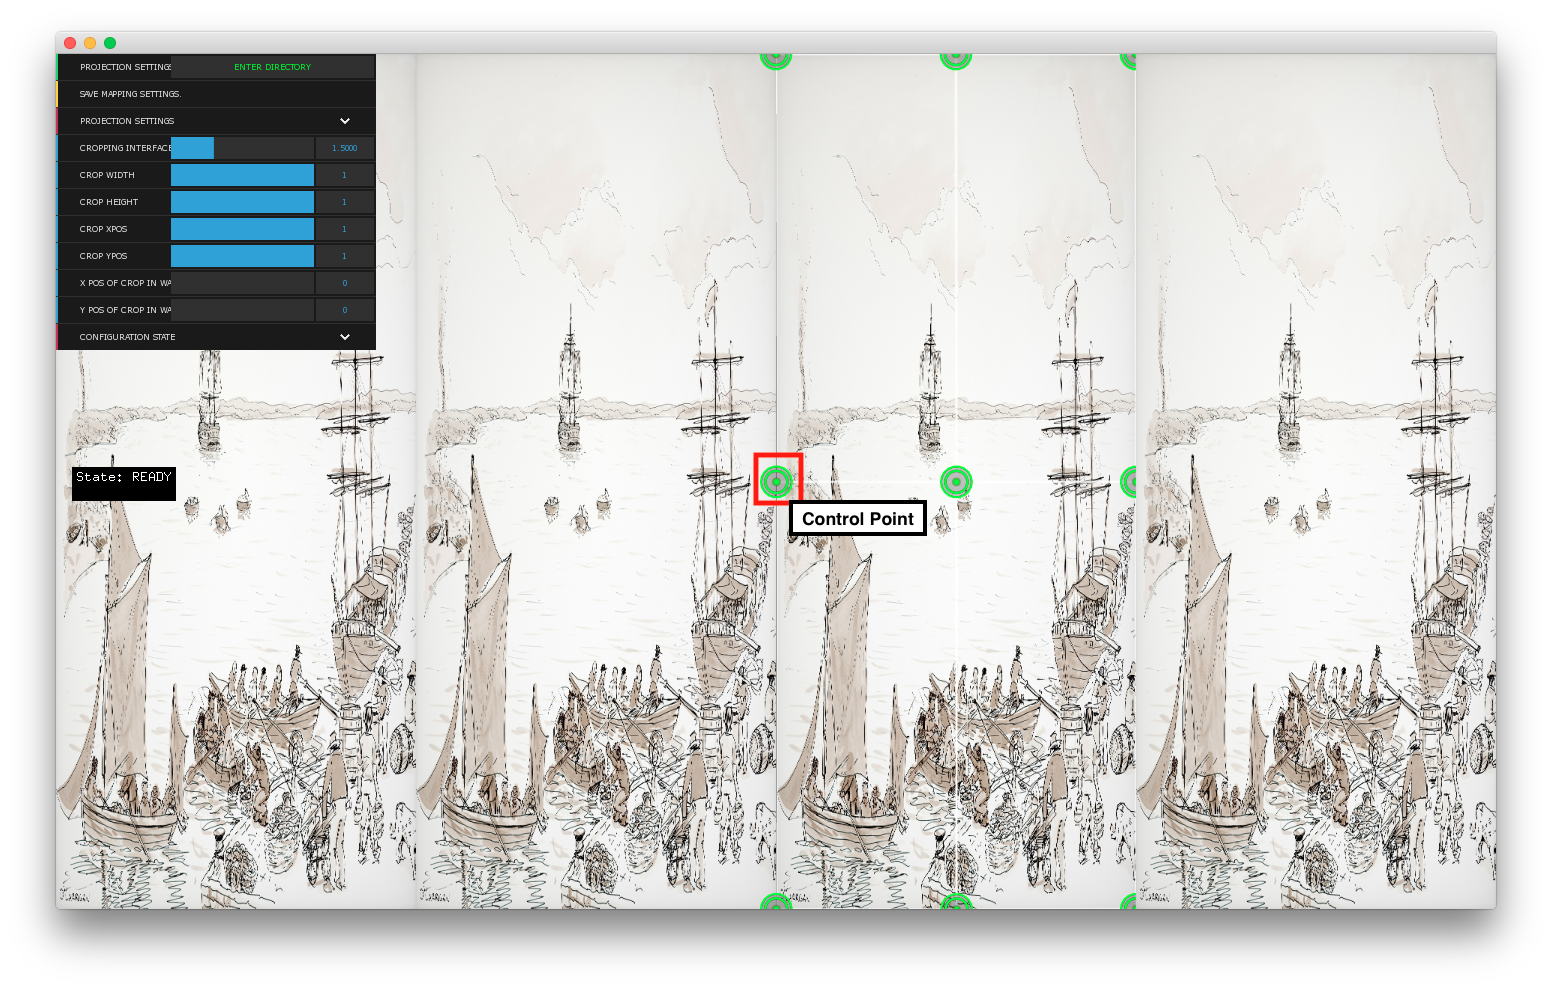 PROJECTION SETTINGS ENTER DIRECTORY
SAVE MAPPING SETTINGS.
PROJECTION SETTINGS
CROPPING INTERFACE 1.5000
CROP WIDTH 1
CROP HEIGHT 1
CROP XPOS 1
CROP YPOS 1
X POS OF CROP IN WA 0
Y POS OF CROP IN WA 0
CONFIGURATION STATE
State: READY
Control Point